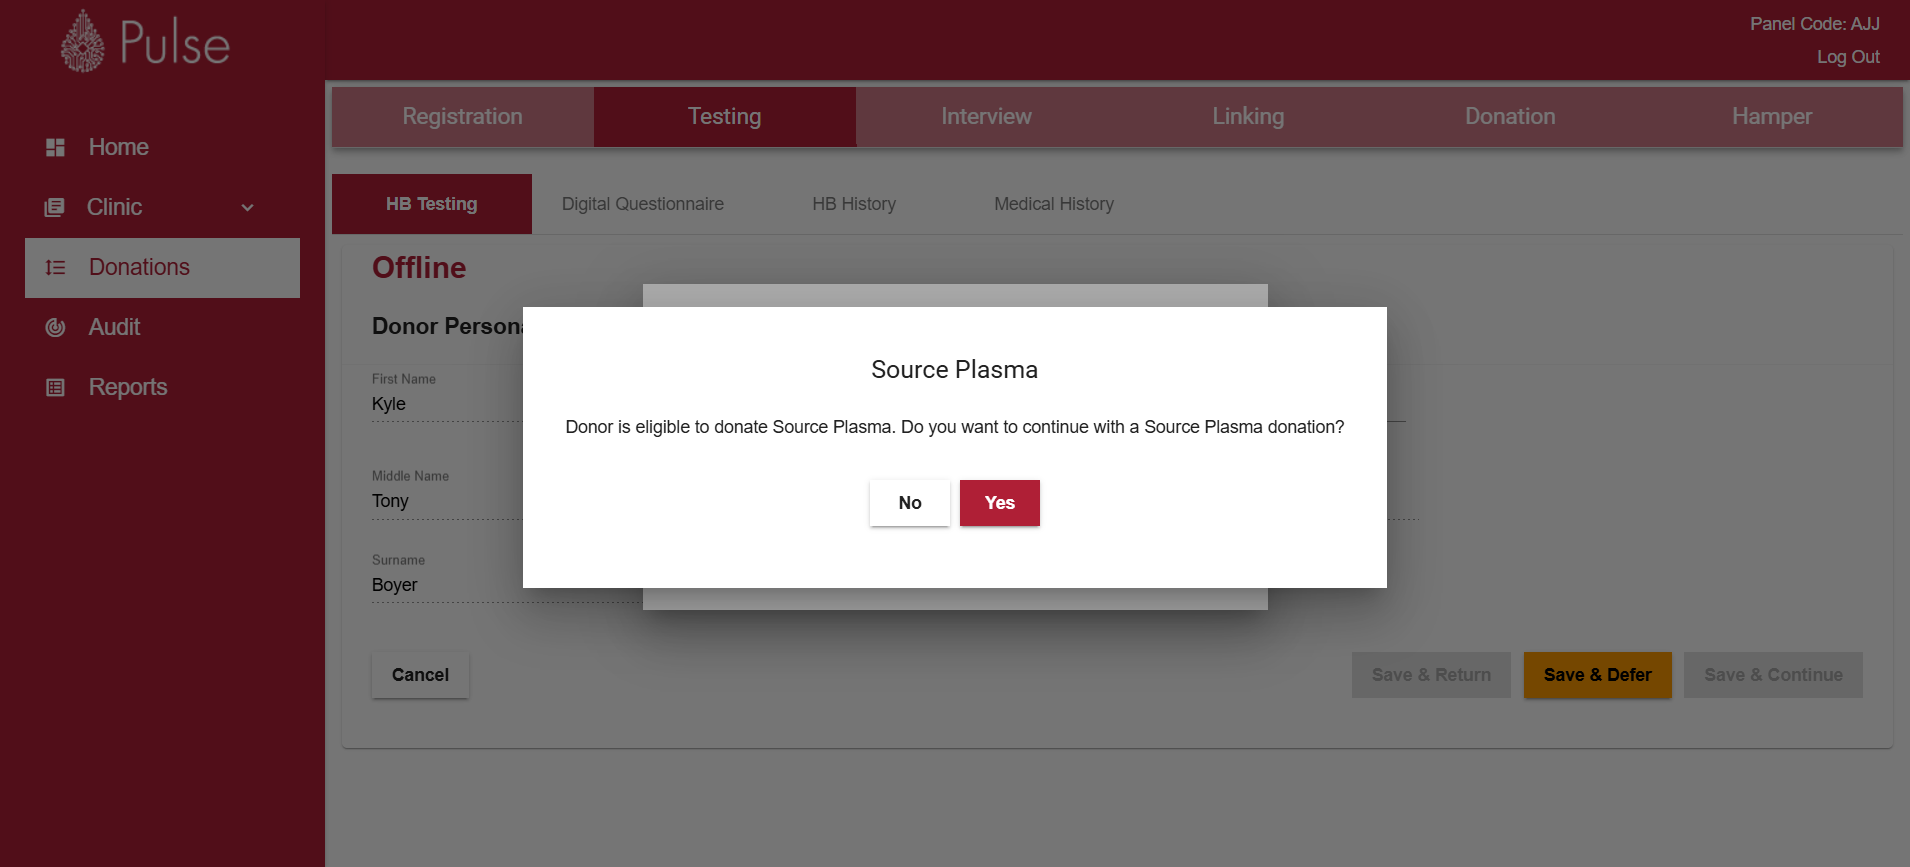 Pulse
Panel Code: AJJ
Log Out
Home
Clinic
Donations
Audit
Reports
Registration
Testing
Interview
Linking
Donation
Hamper
HB Testing
Digital Questionnaire
HB History
Medical History
Offline
Donor Persona
First Name
Kyle
Middle Name
Tony
Surname
Boyer
Source Plasma
Donor is eligible to donate Source Plasma. Do you want to continue with a Source Plasma donation?
No
Yes
Cancel
Save & Return
Save & Defer
Save & Continue